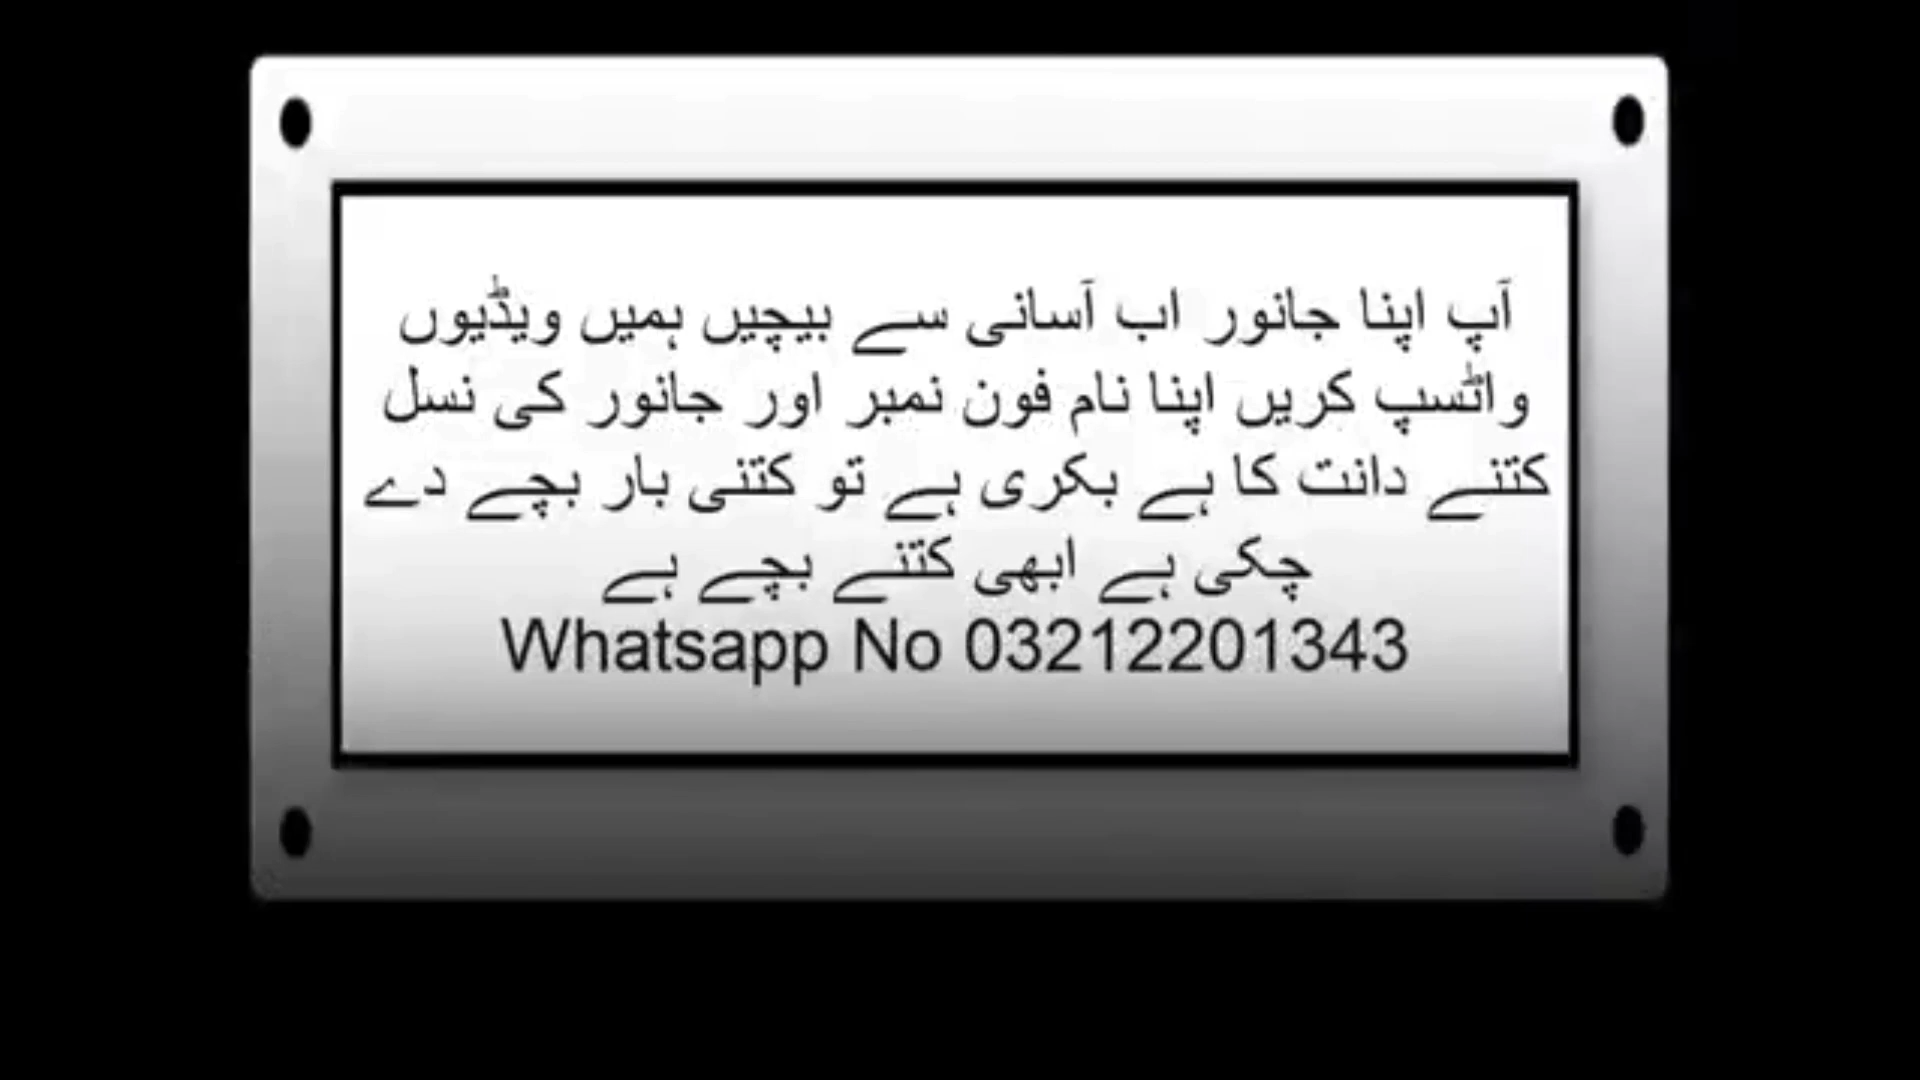 آپ اپنا جانور اب آسانی سے بیچیں ہمیں ویڈیوں
واٹسپ کریں اپنا نام فون نمبر اور جانور کی نسل
کتنے دانت کا ہے بکری ہے تو کتنی بار بچے دے
چکی ہے ابھی کتنے بچے ہے
Whatsapp No 03212201343